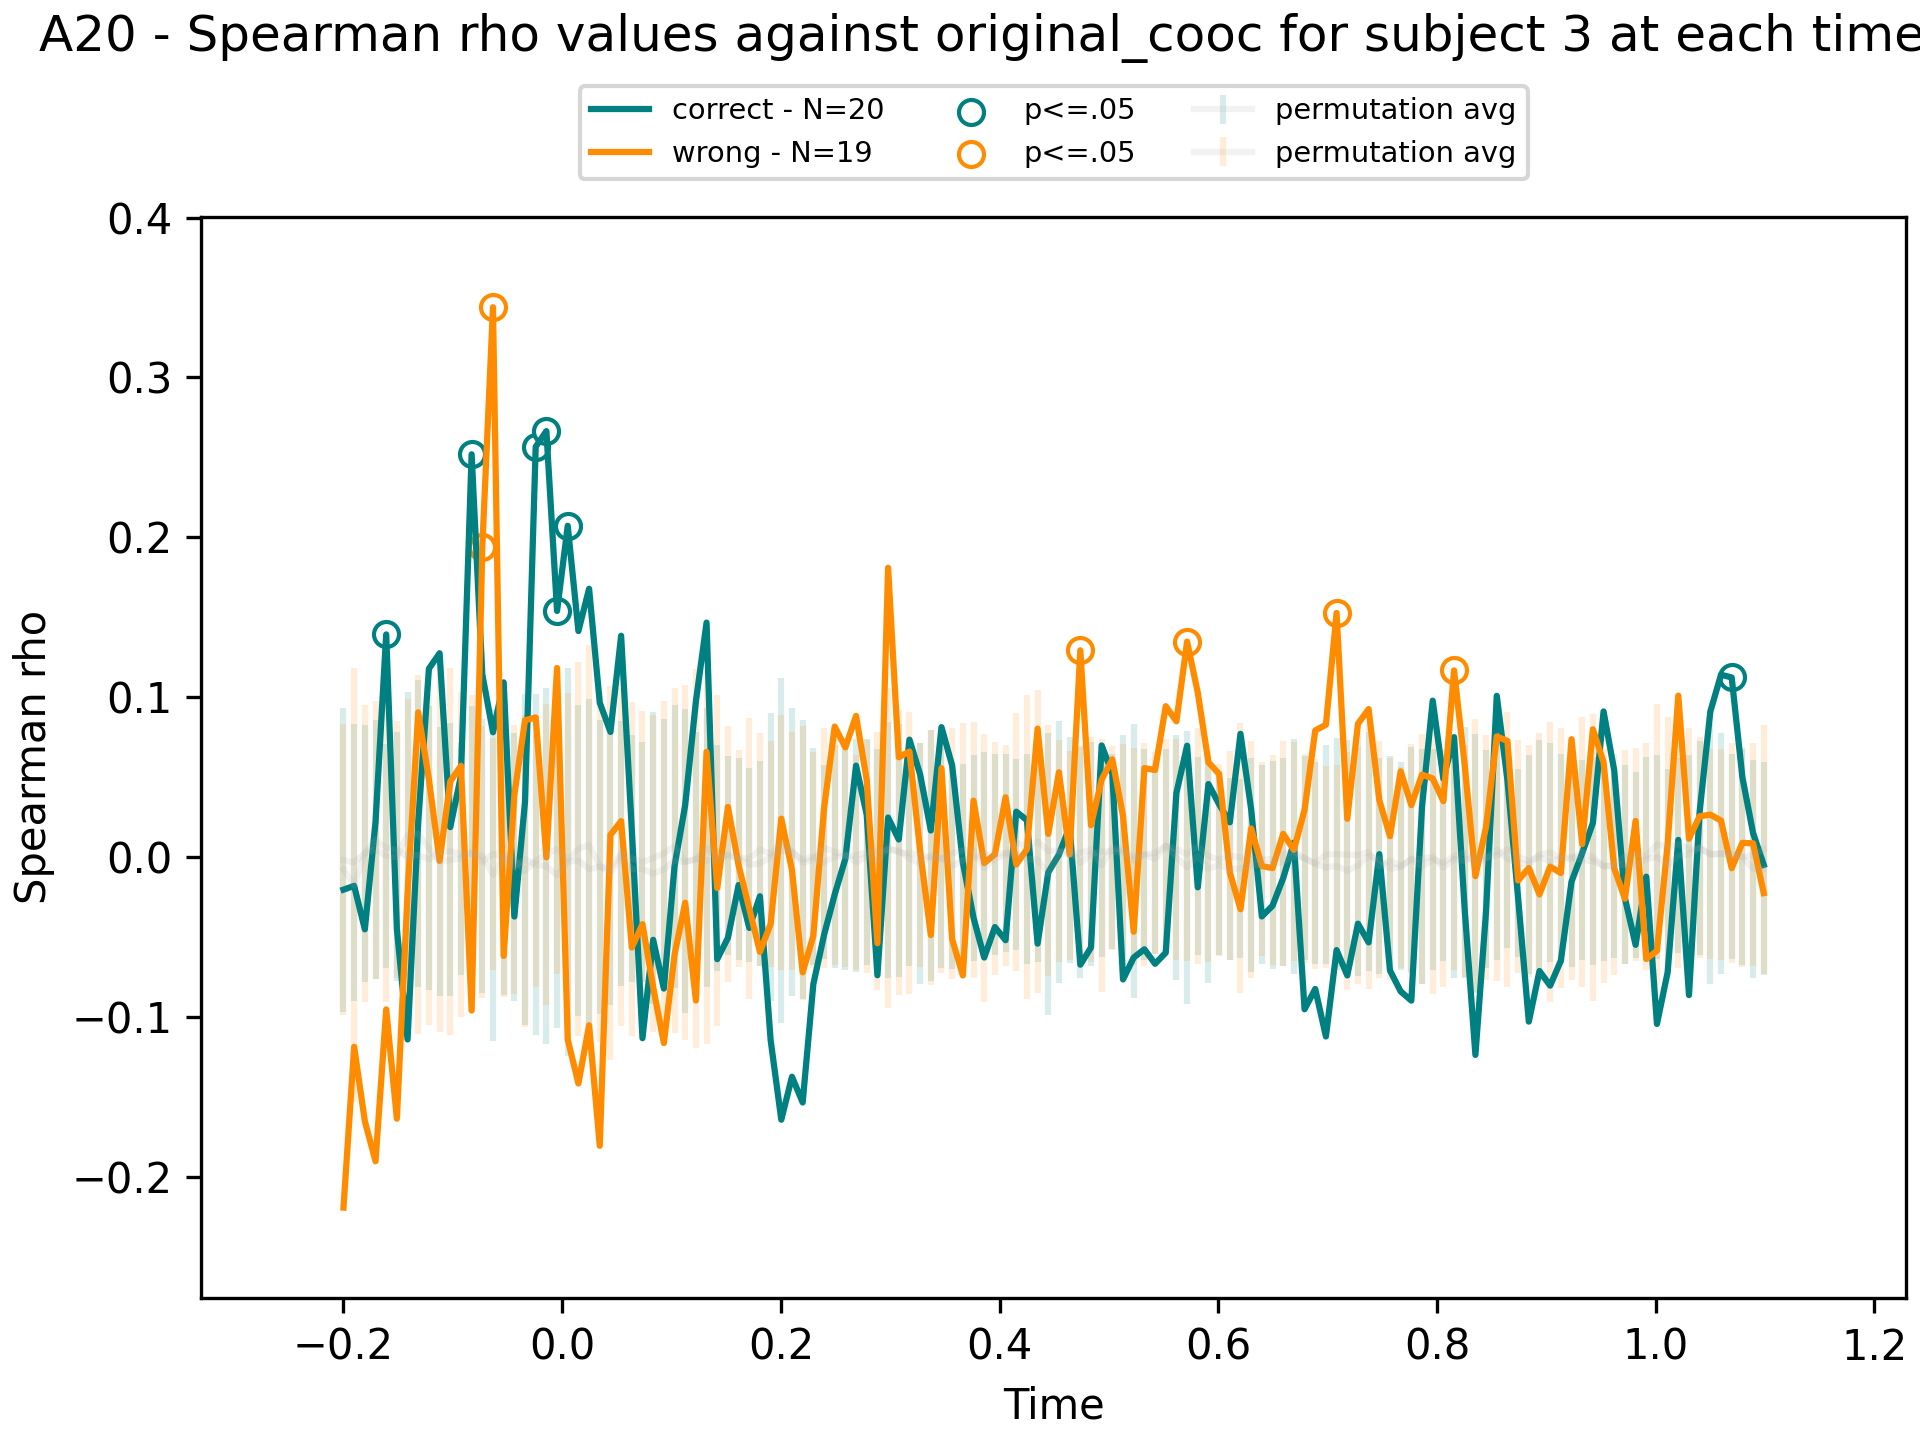 A20 - Spearman rho values against original_cooc for subject 3 at each time
correct - N=20
wrong - N=19
p<=.05
p<=.05
permutation avg
permutation avg
0.4
0.3
0.2
0.1
0.0
−0.1
−0.2
Spearman rho
−0.2 0.0 0.2 0.4 0.6 0.8 1.0 1.2
Time